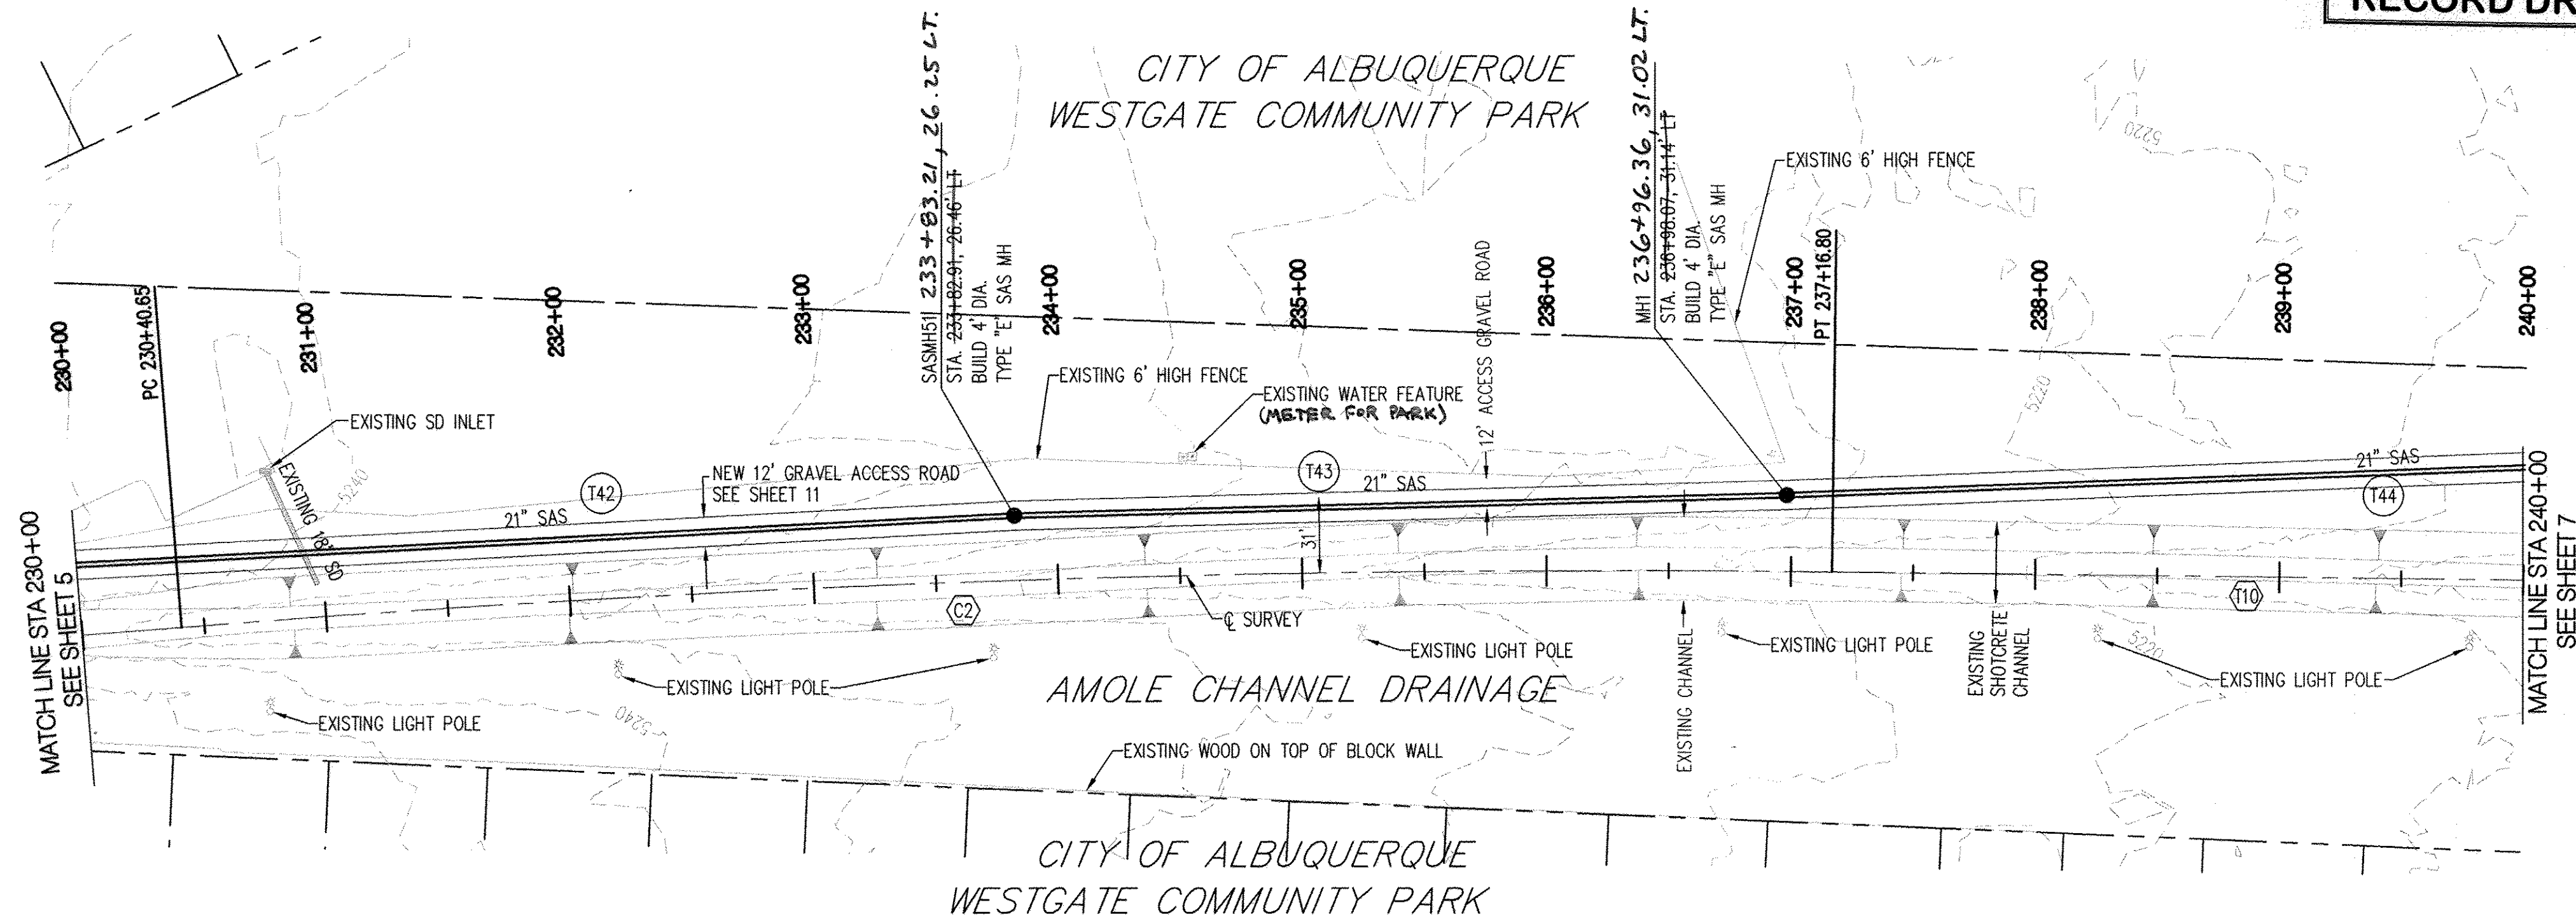 RECORD DR
CITY OF ALBUQUERQUE
WESTGATE COMMUNITY PARK
SASMH51 233+83.21, 26.25 LT.
STA. 233+82.91, 26.46' LT
BUILD 4' DIA.
TYPE "E" SAS MH
MH1 236+96.36, 31.02 LT.
STA. 236+98.07, 31.14' LT
BUILD 4' DIA.
TYPE "E" SAS MH
EXISTING 6' HIGH FENCE
5220
230+00
PC 230+40.65
231+00
232+00
233+00
234+00
235+00
12' ACCESS GRAVEL ROAD
236+00
237+00
PT 237+16.80
238+00
239+00
240+00
EXISTING SD INLET
EXISTING 18" SD
5240
EXISTING 6' HIGH FENCE
EXISTING WATER FEATURE
(METER FOR PARK)
5220
NEW 12' GRAVEL ACCESS ROAD
SEE SHEET 11
T42
21" SAS
T43
21" SAS
31'
21" SAS
T44
MATCH LINE STA 230+00
SEE SHEET 5
C2
℄ SURVEY
T10
MATCH LINE STA 240+00
SEE SHEET 7
EXISTING LIGHT POLE
EXISTING LIGHT POLE
EXISTING LIGHT POLE
EXISTING CHANNEL
EXISTING LIGHT POLE
EXISTING
SHOTCRETE
CHANNEL
5220
EXISTING LIGHT POLE
5240
AMOLE CHANNEL DRAINAGE
EXISTING WOOD ON TOP OF BLOCK WALL
CITY OF ALBUQUERQUE
WESTGATE COMMUNITY PARK